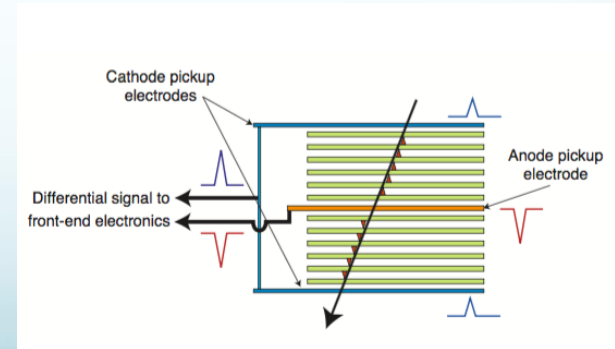 Cathode pickup
electrodes
Anode pickup
electrode
Differential signal to
front-end electronics